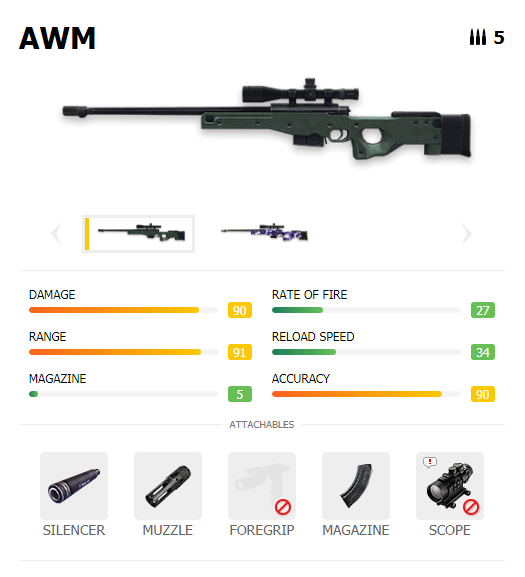 AWM
5
DAMAGE 90
RATE OF FIRE 27
RANGE 91
RELOAD SPEED 34
MAGAZINE 5
ACCURACY 90
ATTACHABLES
SILENCER MUZZLE FOREGRIP MAGAZINE SCOPE